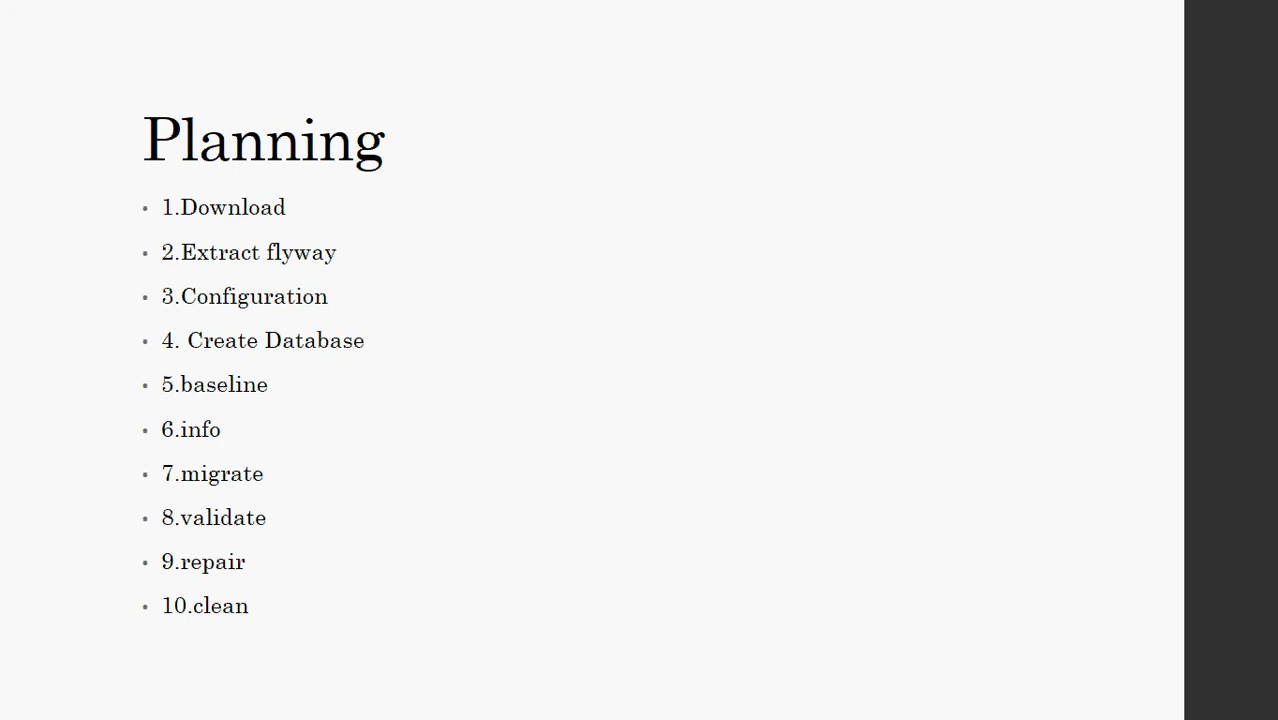 Planning
• 1.Download
• 2.Extract flyway
• 3.Configuration
• 4. Create Database
• 5.baseline
• 6.info
• 7.migrate
• 8.validate
• 9.repair
• 10.clean